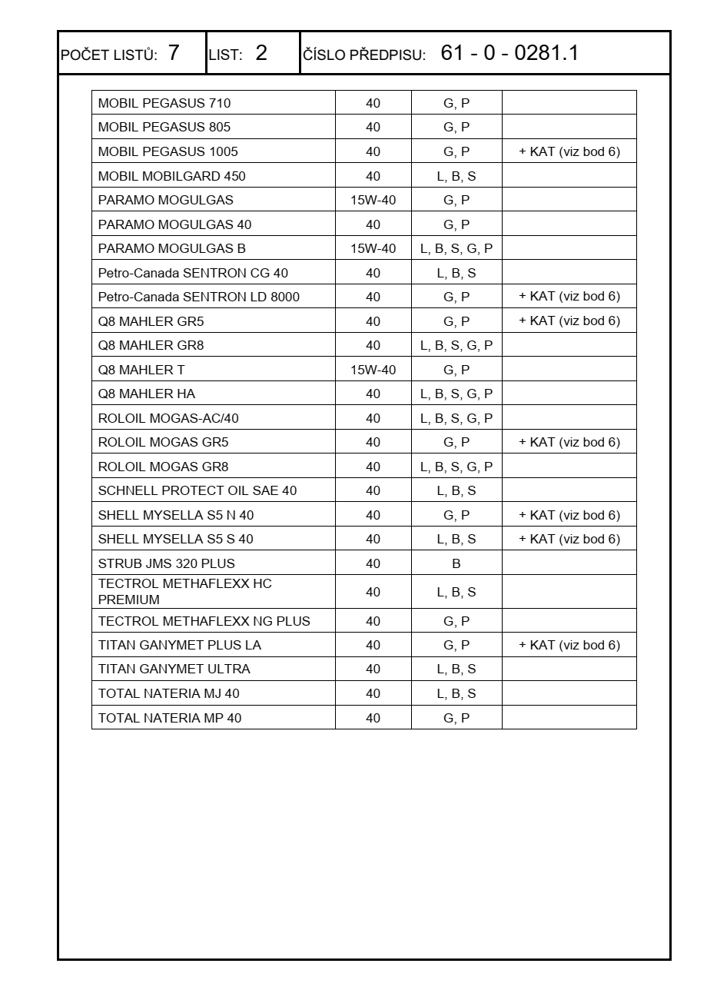 POČET LISTŮ: 7 LIST: 2 ČÍSLO PŘEDPISU: 61 - 0 - 0281.1
MOBIL PEGASUS 710 40 G, P
MOBIL PEGASUS 805 40 G, P
MOBIL PEGASUS 1005 40 G, P + KAT (viz bod 6)
MOBIL MOBILGARD 450 40 L, B, S
PARAMO MOGULGAS 15W-40 G, P
PARAMO MOGULGAS 40 40 G, P
PARAMO MOGULGAS B 15W-40 L, B, S, G, P
Petro-Canada SENTRON CG 40 40 L, B, S
Petro-Canada SENTRON LD 8000 40 G, P + KAT (viz bod 6)
Q8 MAHLER GR5 40 G, P + KAT (viz bod 6)
Q8 MAHLER GR8 40 L, B, S, G, P
Q8 MAHLER T 15W-40 G, P
Q8 MAHLER HA 40 L, B, S, G, P
ROLOIL MOGAS-AC/40 40 L, B, S, G, P
ROLOIL MOGAS GR5 40 G, P + KAT (viz bod 6)
ROLOIL MOGAS GR8 40 L, B, S, G, P
SCHNELL PROTECT OIL SAE 40 40 L, B, S
SHELL MYSELLA S5 N 40 40 G, P + KAT (viz bod 6)
SHELL MYSELLA S5 S 40 40 L, B, S + KAT (viz bod 6)
STRUB JMS 320 PLUS 40 B
TECTROL METHAFLEXX HC
PREMIUM 40 L, B, S
TECTROL METHAFLEXX NG PLUS 40 G, P
TITAN GANYMET PLUS LA 40 G, P + KAT (viz bod 6)
TITAN GANYMET ULTRA 40 L, B, S
TOTAL NATERIA MJ 40 40 L, B, S
TOTAL NATERIA MP 40 40 G, P